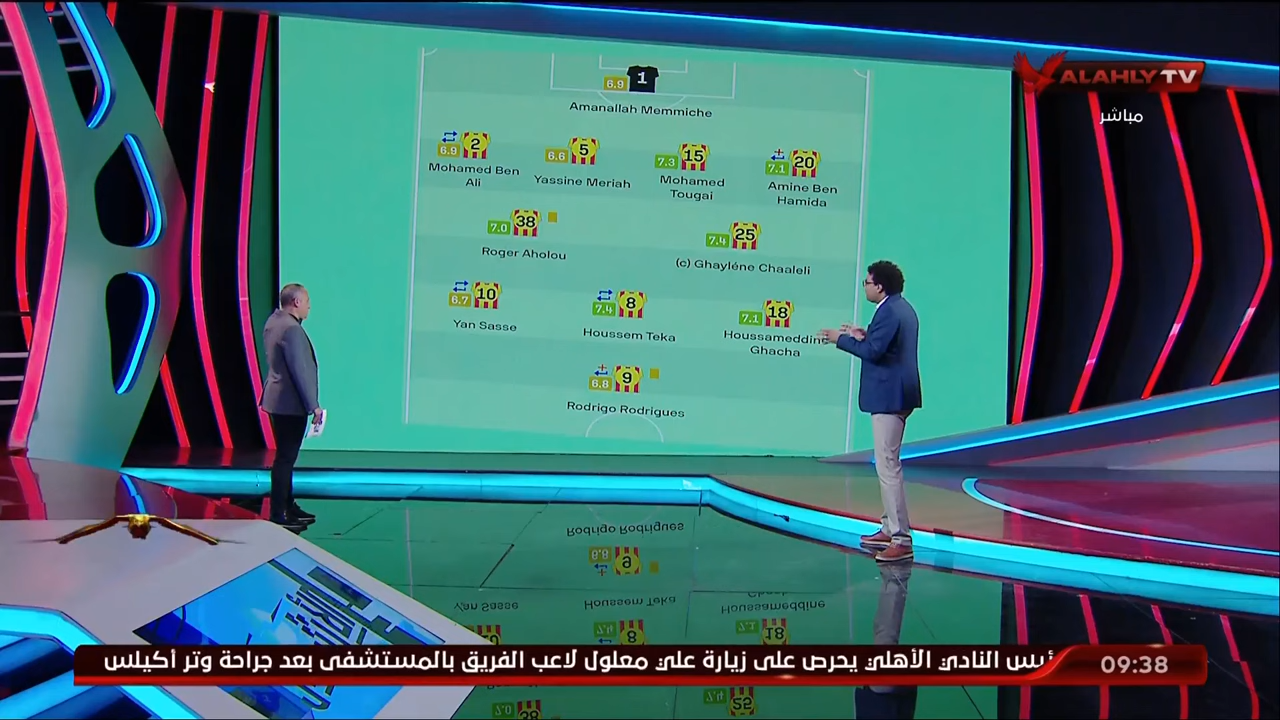 ALAHLY TV
مباشر
1
6.9
Amanallah Memmiche
2
6.9
Mohamed Ben
Ali
5
6.6
Yassine Meriah
15
7.3
Mohamed
Tougai
20
7.1
Amine Ben
Hamida
38
7.0
Roger Aholou
25
7.4
(c) Ghayléne Chaaleli
10
6.7
Yan Sasse
8
7.4
Houssem Teka
18
7.1
Houssameddine
Ghacha
9
6.8
Rodrigo Rodrigues
ئيس النادي الأهلي يحرص على زيارة علي معلول لاعب الفريق بالمستشفى بعد جراحة وتر أكيلس
09:38